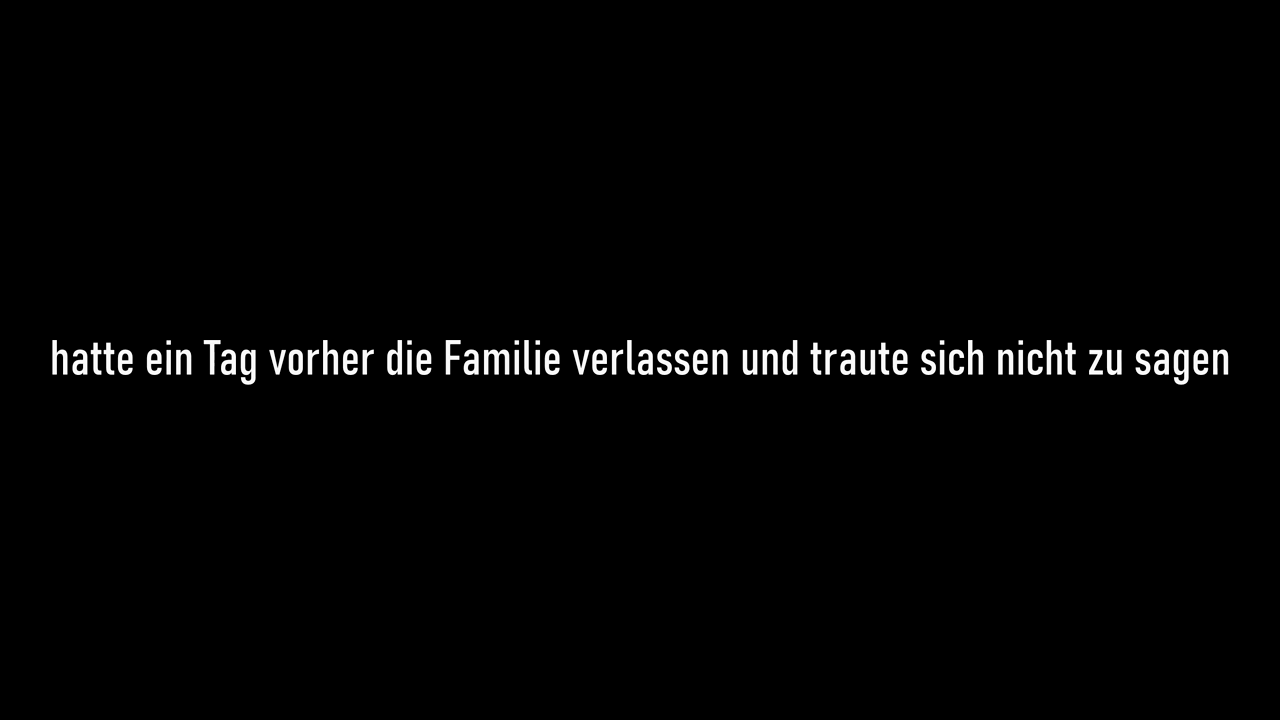 hatte ein Tag vorher die Familie verlassen und traute sich nicht zu sagen